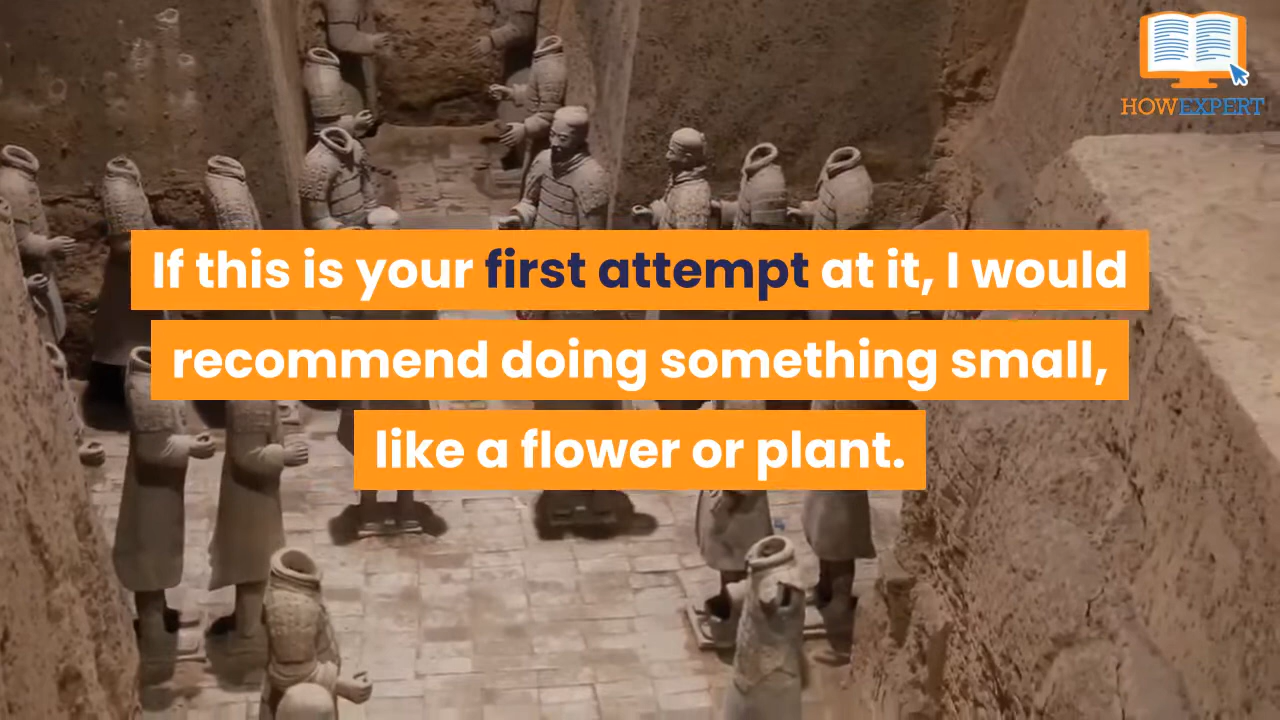 HOWEXPERT
If this is your first attempt at it, I would
recommend doing something small,
like a flower or plant.